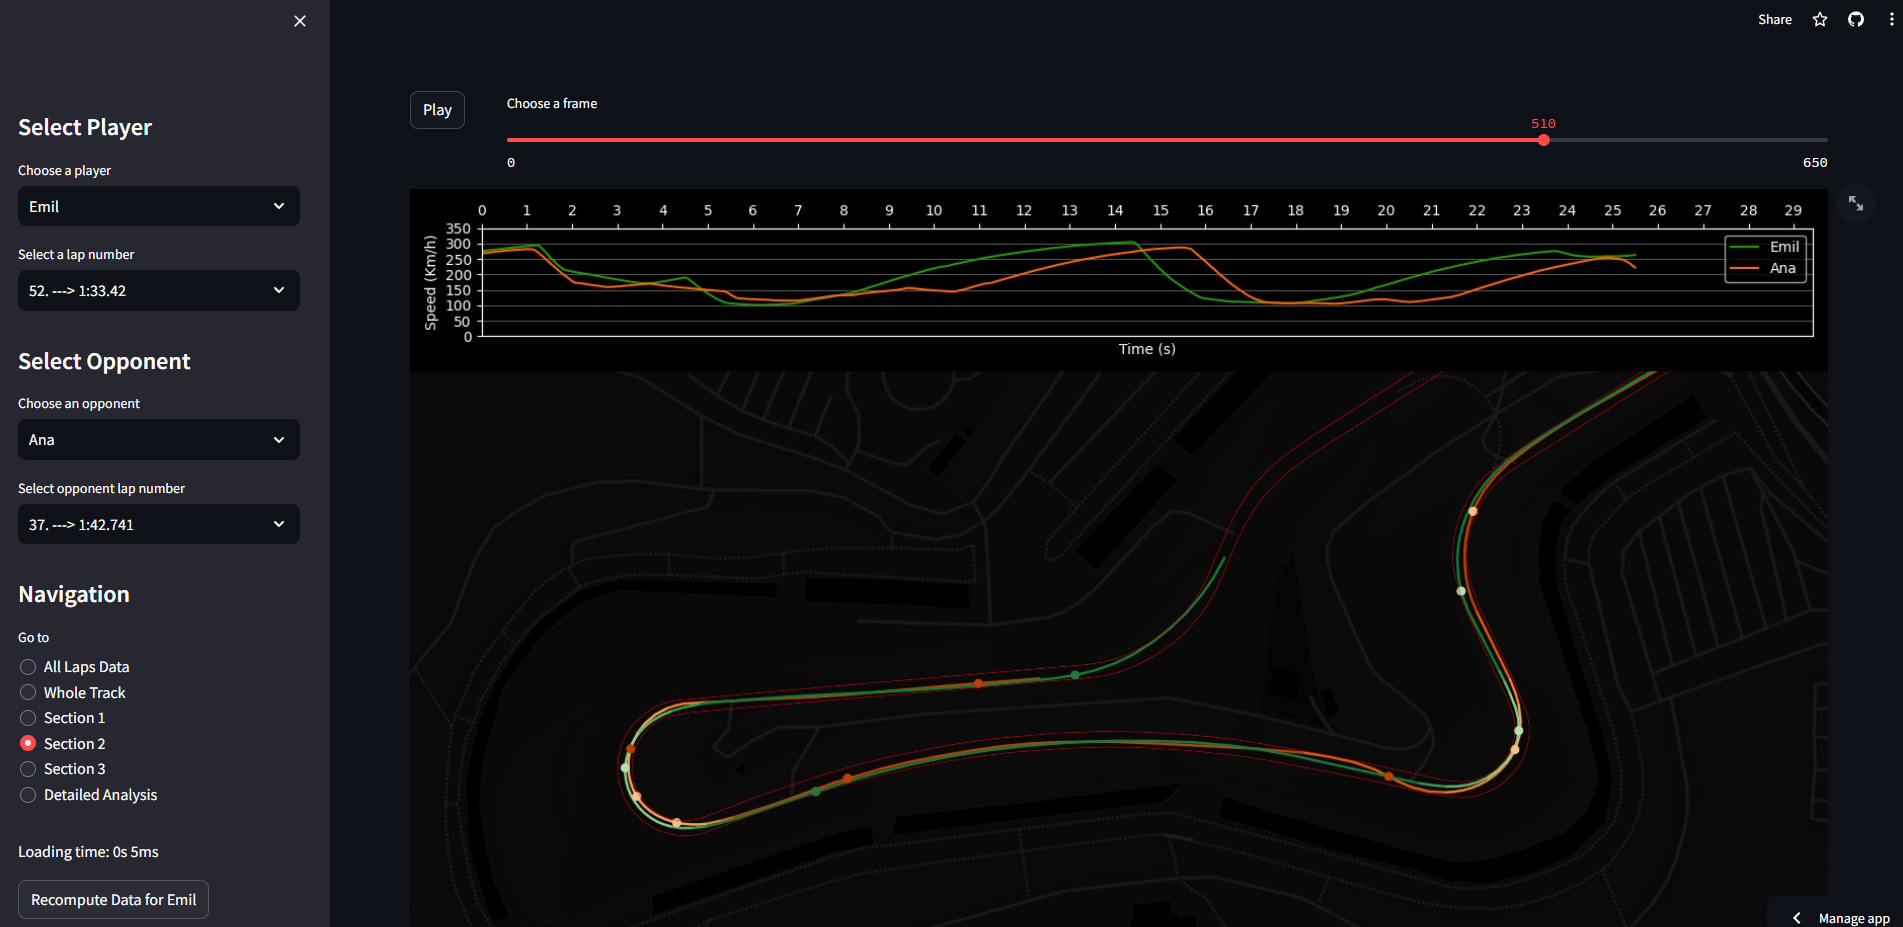 Share
Select Player
Choose a player
Emil
Select a lap number
52. ---> 1:33.42
Select Opponent
Choose an opponent
Ana
Select opponent lap number
37. ---> 1:42.741
Navigation
Go to
All Laps Data
Whole Track
Section 1
Section 2
Section 3
Detailed Analysis
Loading time: 0s 5ms
Recompute Data for Emil
Play
Choose a frame
510
0 650
0 1 2 3 4 5 6 7 8 9 10 11 12 13 14 15 16 17 18 19 20 21 22 23 24 25 26 27 28 29
Speed (Km/h)
350
300
250
200
150
100
50
0
Emil
Ana
Time (s)
Manage app